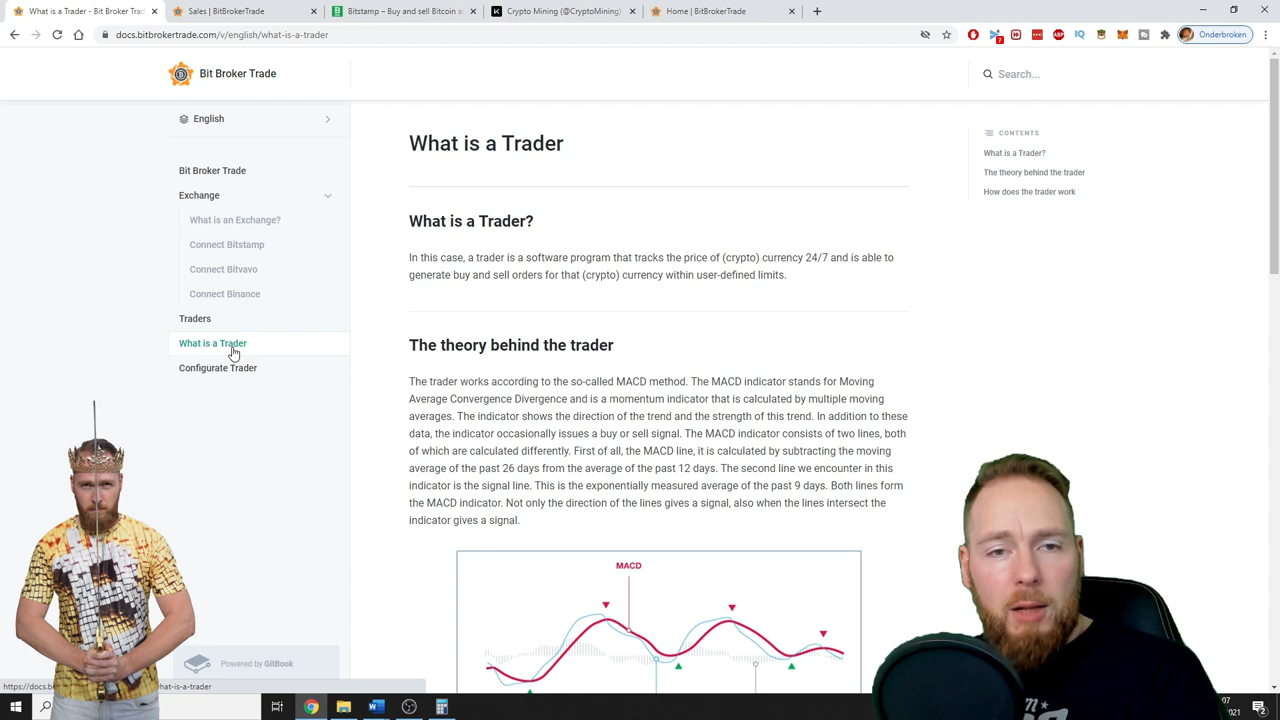 What is a Trader - Bit Broker Trad
Sales | BitBrokerTrade
Bitstamp – Buy and Sell Bitcoin a
Crypto Mining (@CryptoMining)
Home | BitBrokerTrade
docs.bitbrokertrade.com/v/english/what-is-a-trader
7
ABP
IQ
Onderbroken
Bit Broker Trade
Search...
English
Bit Broker Trade
Exchange
What is an Exchange?
Connect Bitstamp
Connect Bitvavo
Connect Binance
Traders
What is a Trader
Configurate Trader
Powered by GitBook
What is a Trader
What is a Trader?
In this case, a trader is a software program that tracks the price of (crypto) currency 24/7 and is able to
generate buy and sell orders for that (crypto) currency within user-defined limits.
The theory behind the trader
The trader works according to the so-called MACD method. The MACD indicator stands for Moving
Average Convergence Divergence and is a momentum indicator that is calculated by multiple moving
averages. The indicator shows the direction of the trend and the strength of this trend. In addition to these
data, the indicator occasionally issues a buy or sell signal. The MACD indicator consists of two lines, both
of which are calculated differently. First of all, the MACD line, it is calculated by subtracting the moving
average of the past 26 days from the average of the past 12 days. The second line we encounter in this
indicator is the signal line. This is the exponentially measured average of the past 9 days. Both lines form
the MACD indicator. Not only the direction of the lines gives a signal, also when the lines intersect the
indicator gives a signal.
MACD
CONTENTS
What is a Trader?
The theory behind the trader
How does the trader work
https://docs.b
hat-is-a-trader
07
2021
2